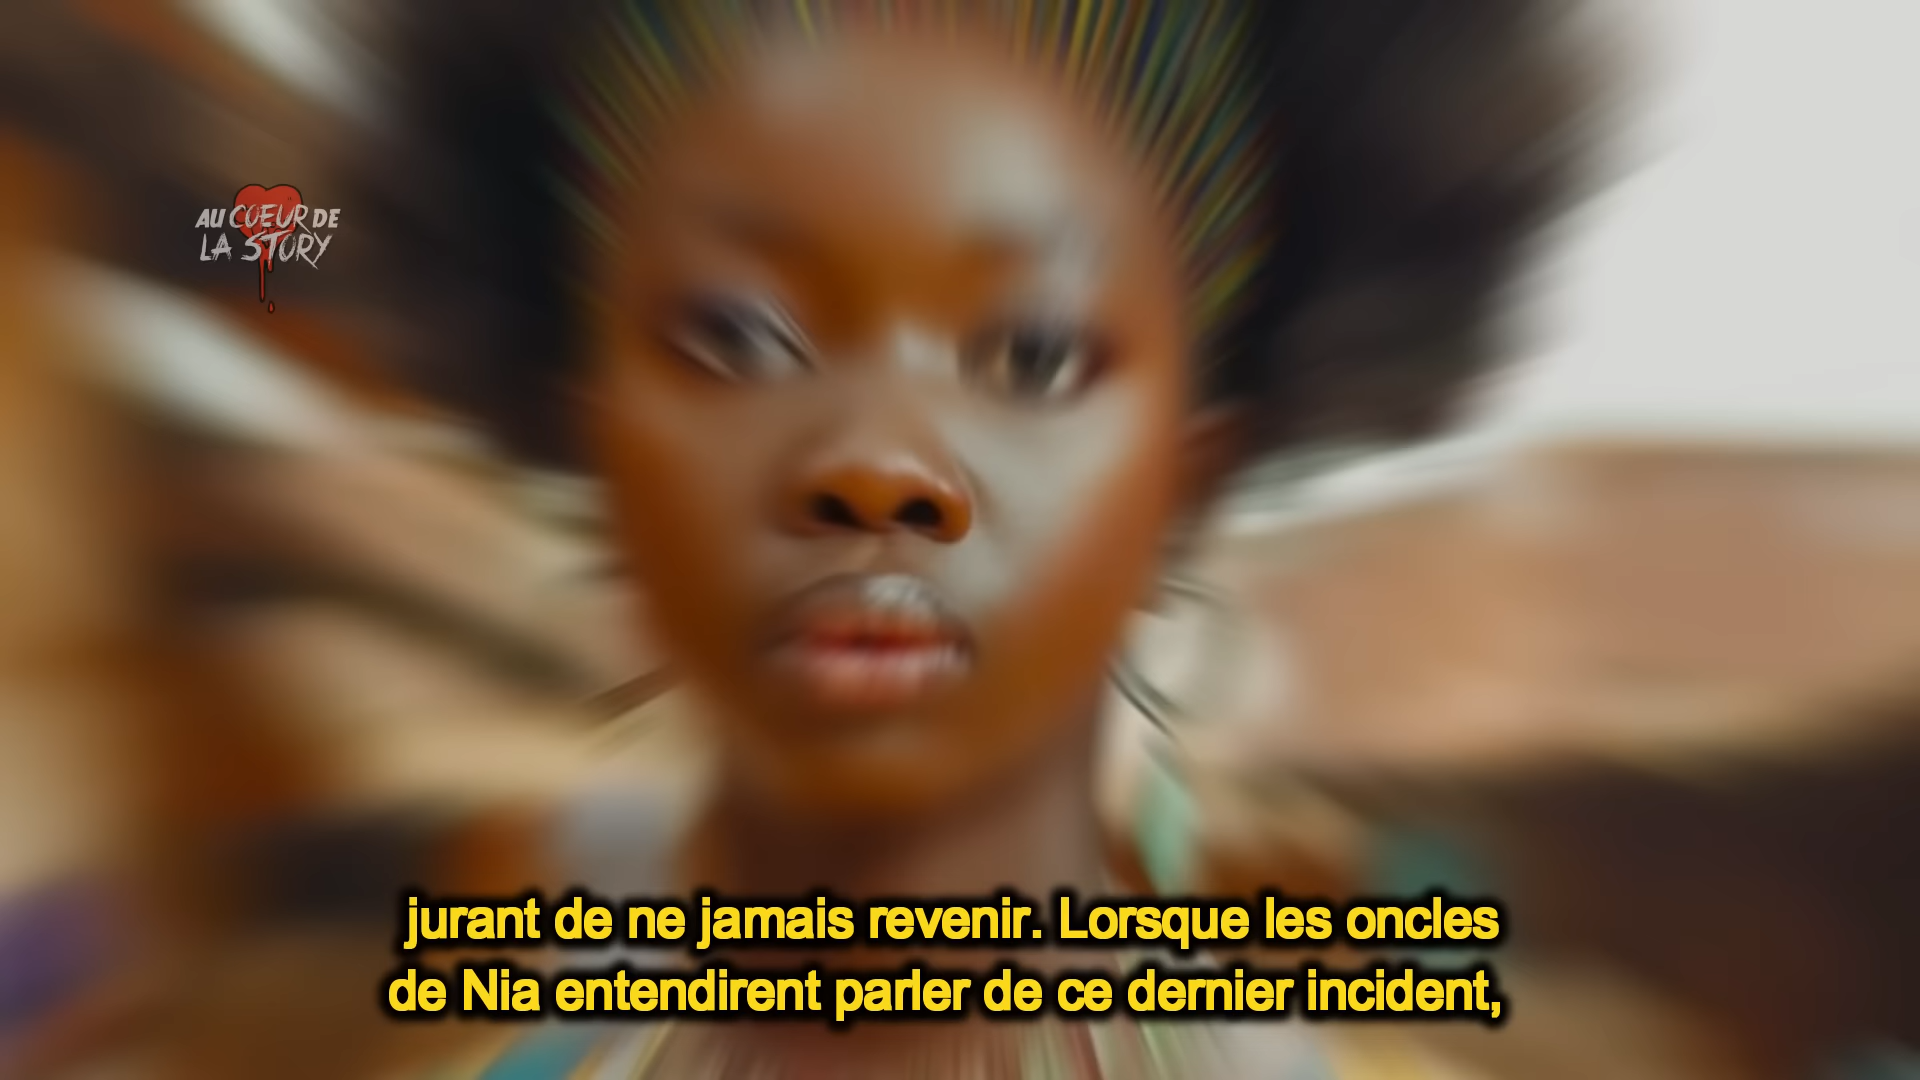 AU COEUR DE
LA STORY
jurant de ne jamais revenir. Lorsque les oncles
de Nia entendirent parler de ce dernier incident,